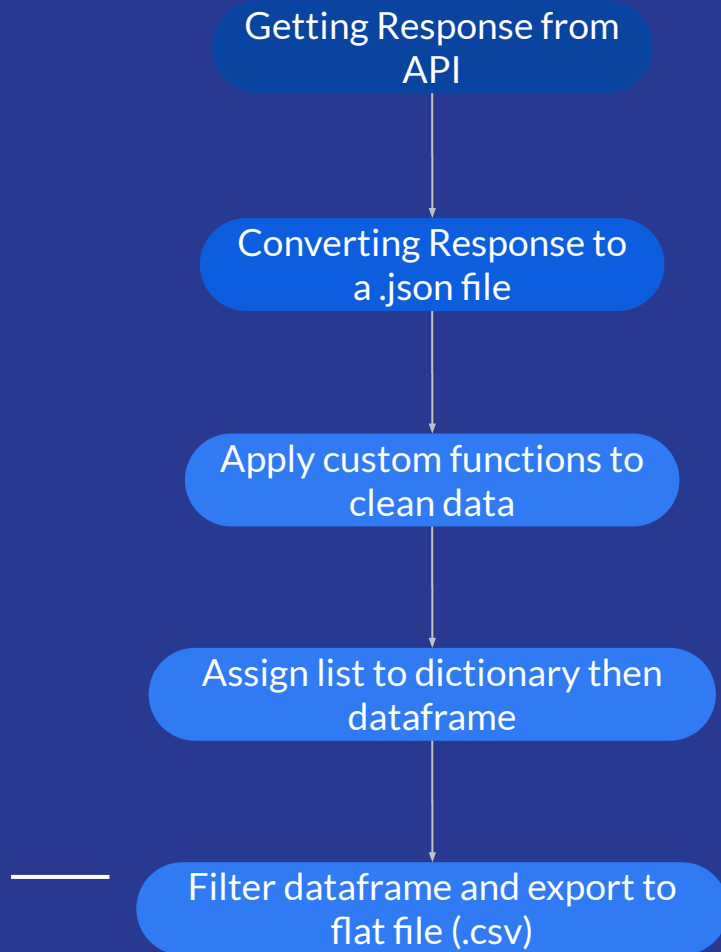 Getting Response from
API
Converting Response to
a .json file
Apply custom functions to
clean data
Assign list to dictionary then
dataframe
Filter dataframe and export to
flat file (.csv)